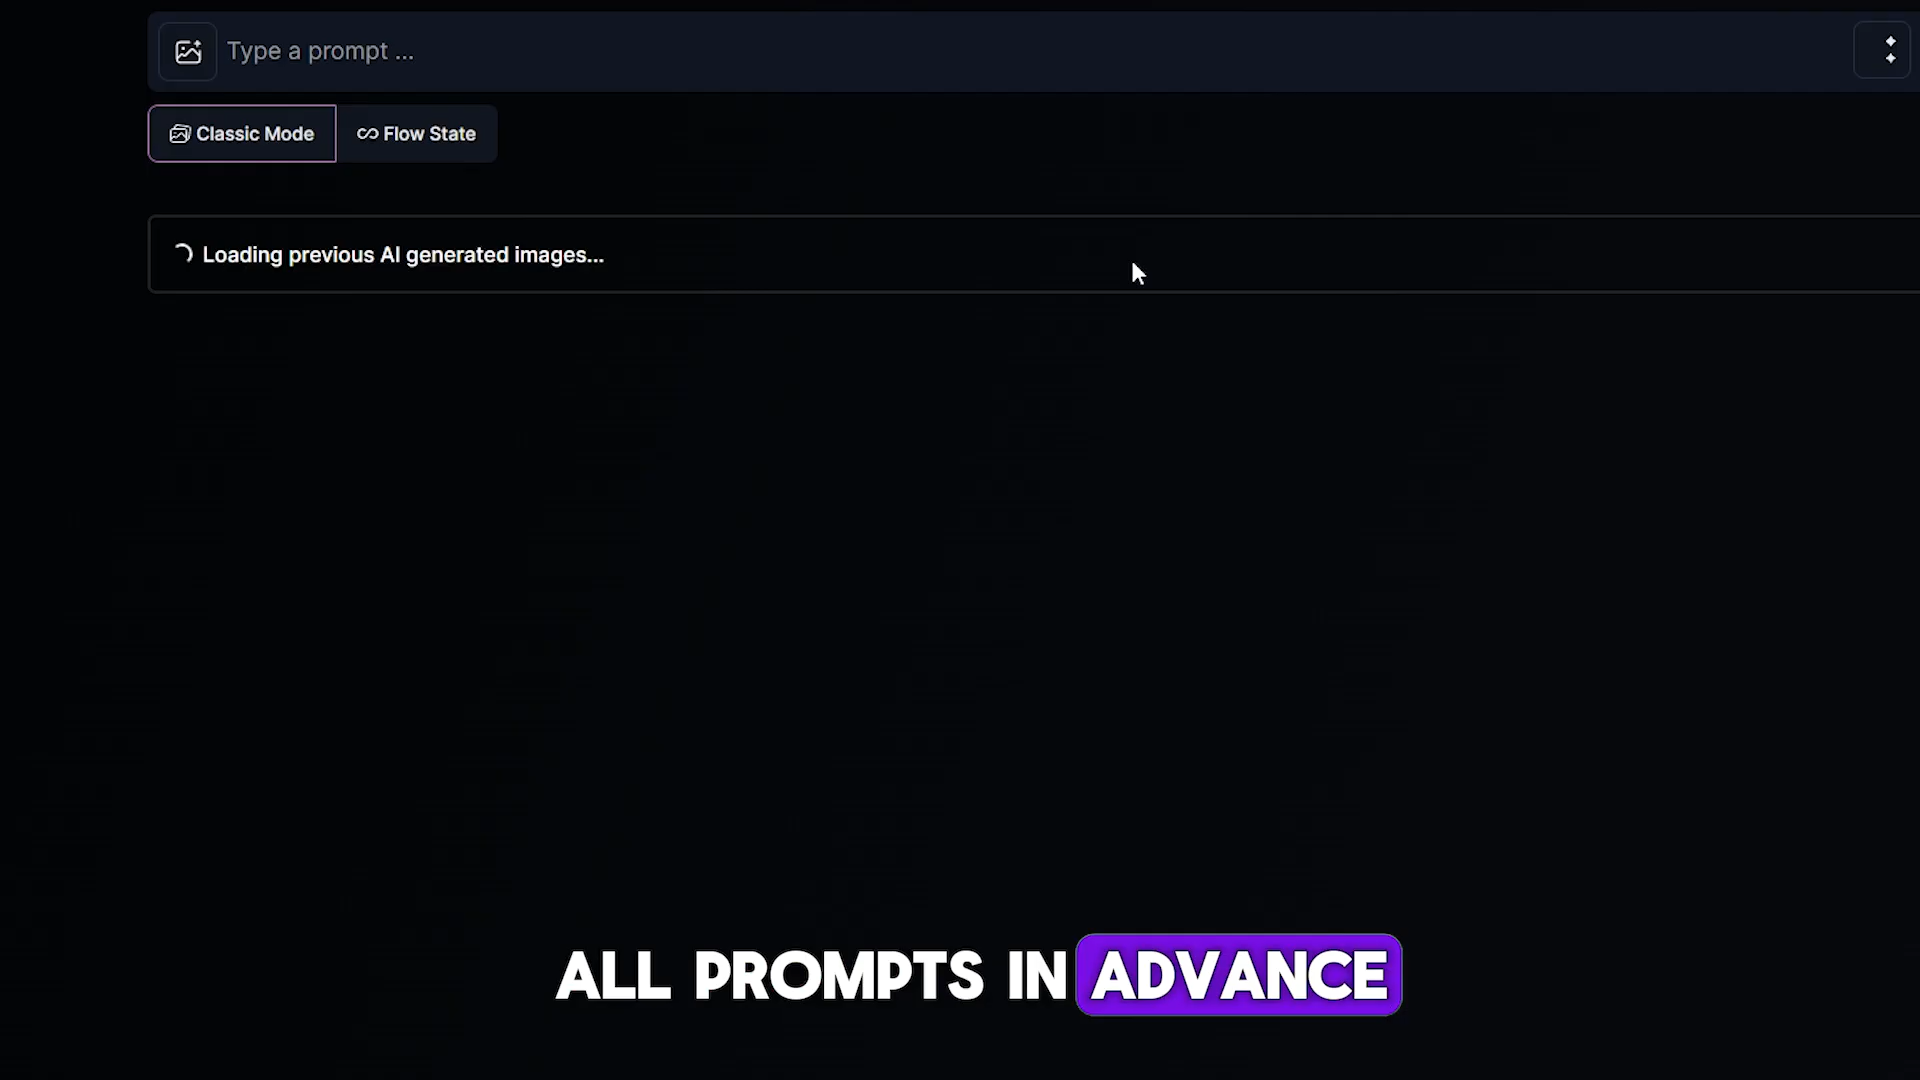 Type a prompt ...
Classic Mode
Flow State
Loading previous AI generated images...
ALL PROMPTS IN ADVANCE